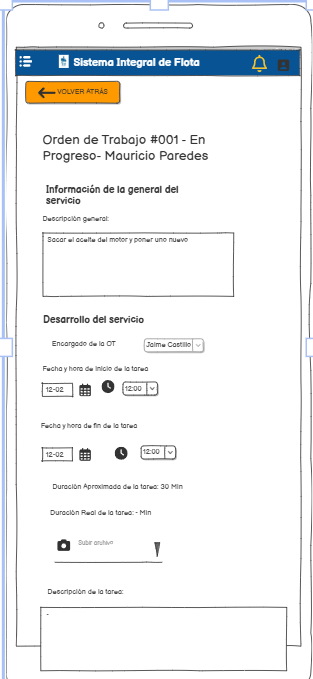 Sistema Integral de Flota
VOLVER ATRÁS
Orden de Trabajo #001 - En
Progreso- Mauricio Paredes
Información de la general del
servicio
Descripción general:
Sacar el aceite del motor y poner uno nuevo
Desarrollo del servicio
Encargado de la OT Jaime Castillo
Fecha y hora de inicio de la tarea
12-02 12:00
Fecha y hora de fin de la tarea
12-02 12:00
Duración Aproximada de la tarea: 30 Min
Duración Real de la tarea: - Min
Subir archivo
Descripción de la tarea:
-